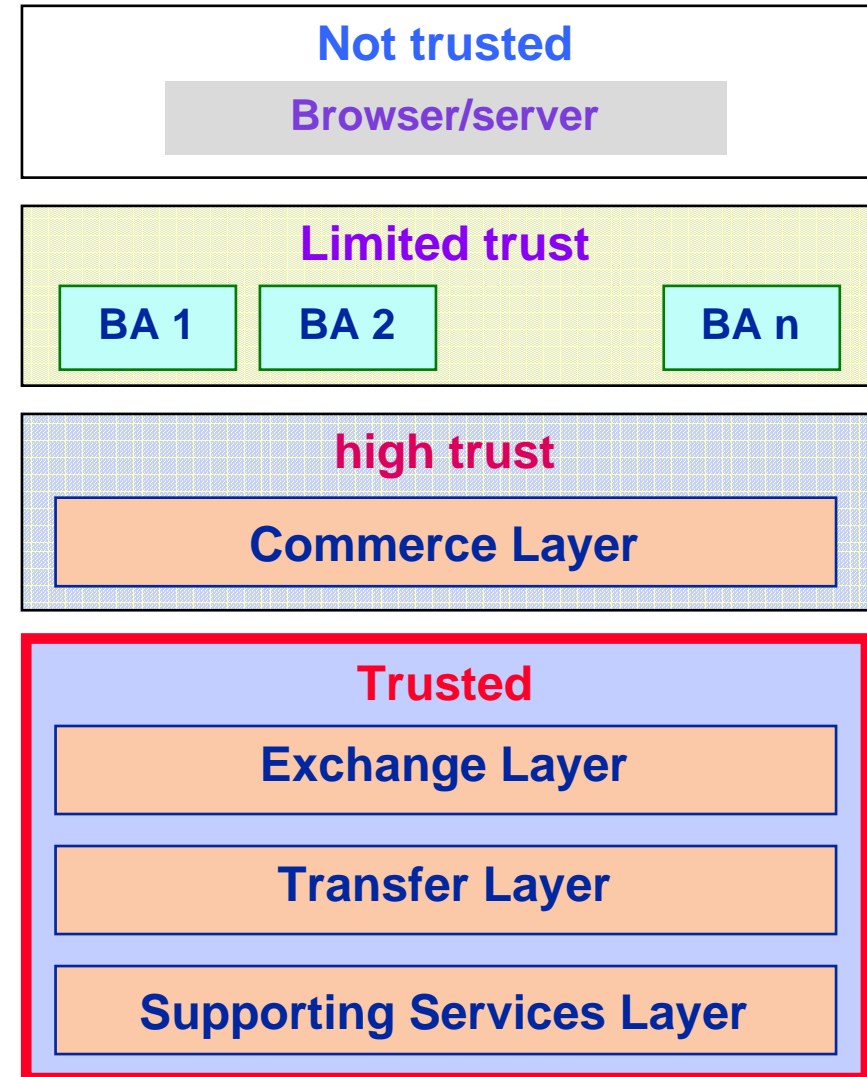 Not trusted
Browser/server
Limited trust
BA 1 BA 2 BA n
high trust
Commerce Layer
Trusted
Exchange Layer
Transfer Layer
Supporting Services Layer